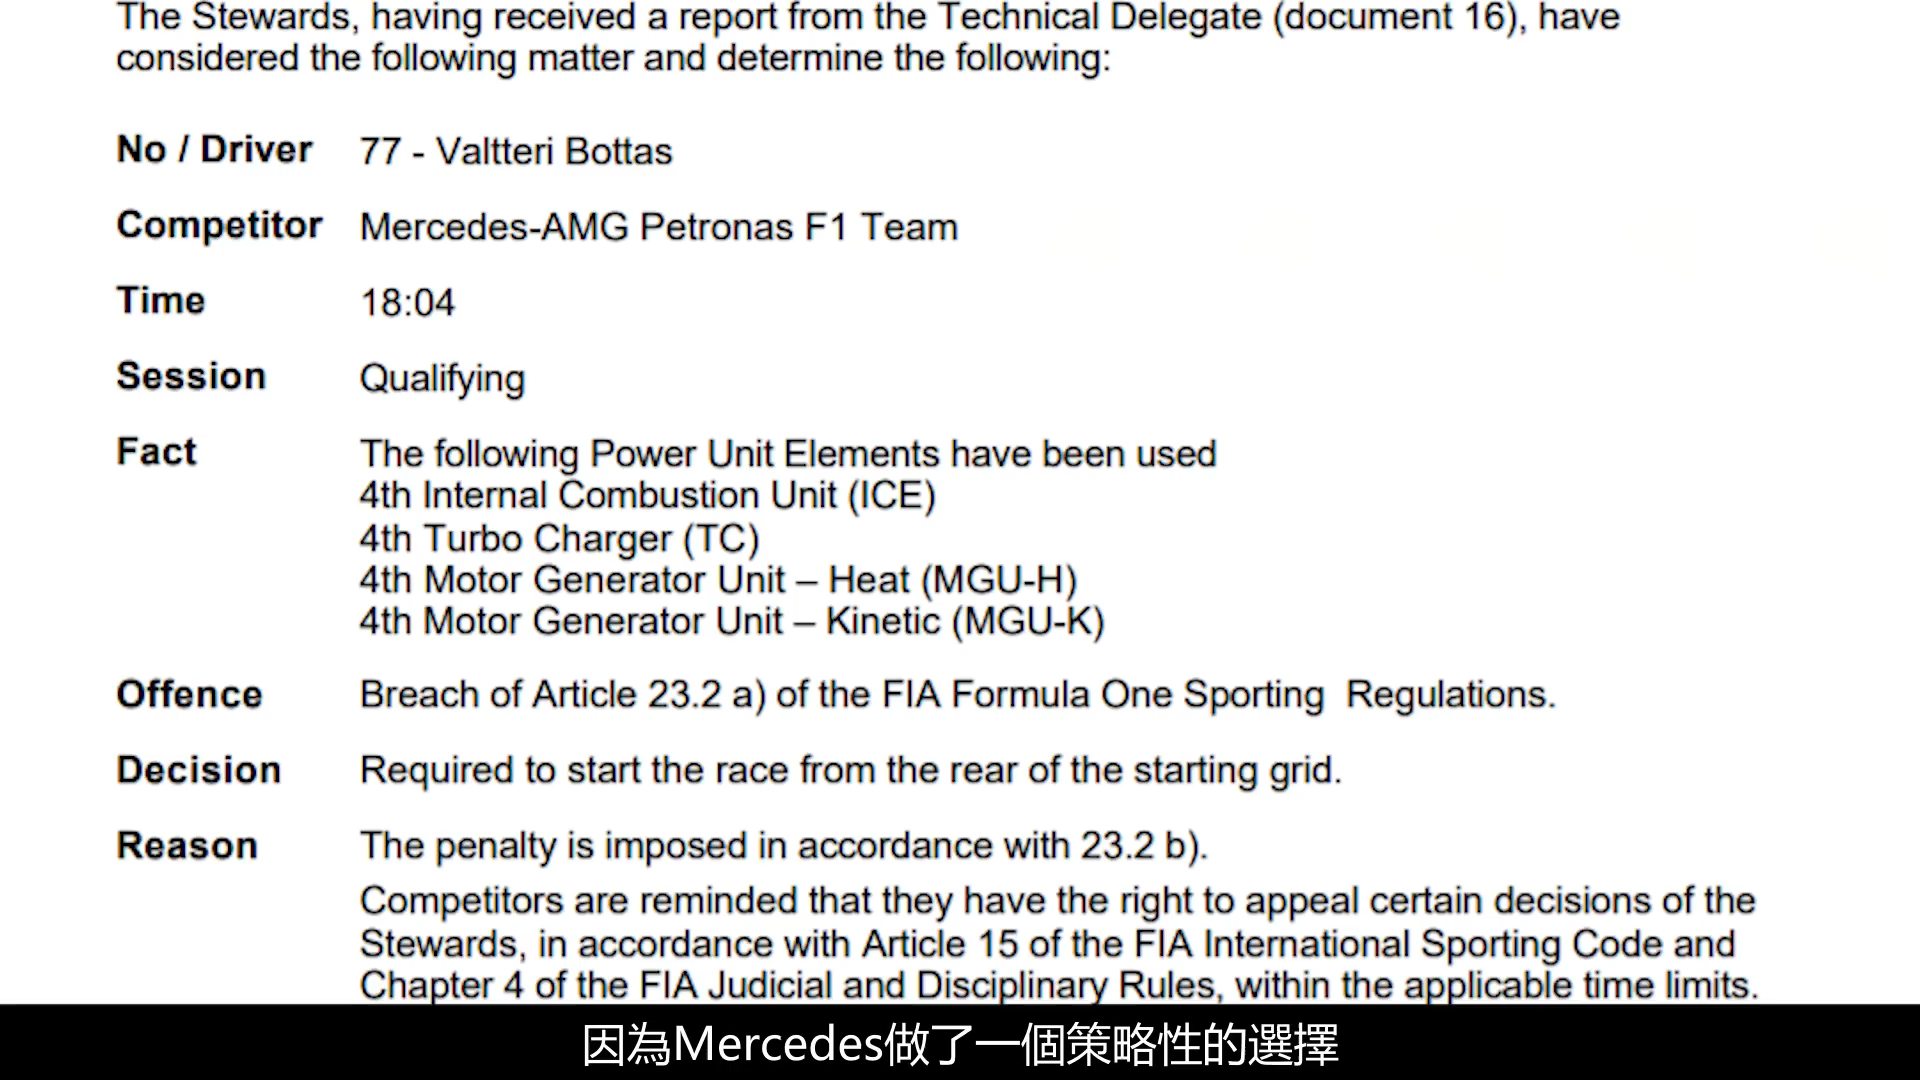 The Stewards, having received a report from the Technical Delegate (document 16), have
considered the following matter and determine the following:
No / Driver 77 - Valtteri Bottas
Competitor Mercedes-AMG Petronas F1 Team
Time 18:04
Session Qualifying
Fact The following Power Unit Elements have been used
4th Internal Combustion Unit (ICE)
4th Turbo Charger (TC)
4th Motor Generator Unit – Heat (MGU-H)
4th Motor Generator Unit – Kinetic (MGU-K)
Offence Breach of Article 23.2 a) of the FIA Formula One Sporting Regulations.
Decision Required to start the race from the rear of the starting grid.
Reason The penalty is imposed in accordance with 23.2 b).
Competitors are reminded that they have the right to appeal certain decisions of the
Stewards, in accordance with Article 15 of the FIA International Sporting Code and
Chapter 4 of the FIA Judicial and Disciplinary Rules, within the applicable time limits.
因為Mercedes做了一個策略性的選擇